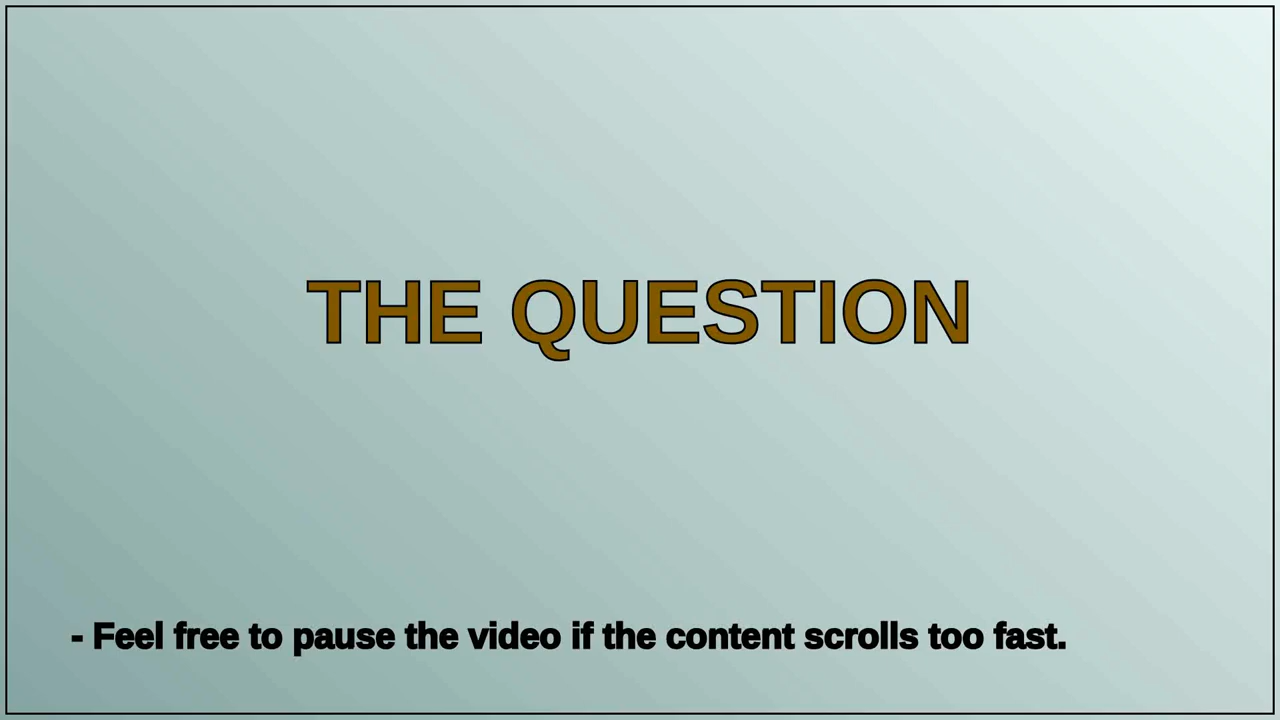 THE QUESTION
- Feel free to pause the video if the content scrolls too fast.